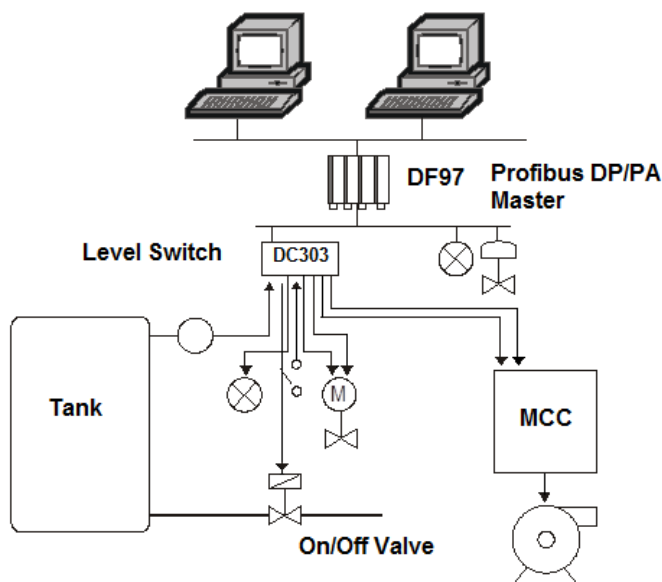 DF97
Profibus DP/PA
Master
Level Switch
DC303
Tank
M
MCC
On/Off Valve